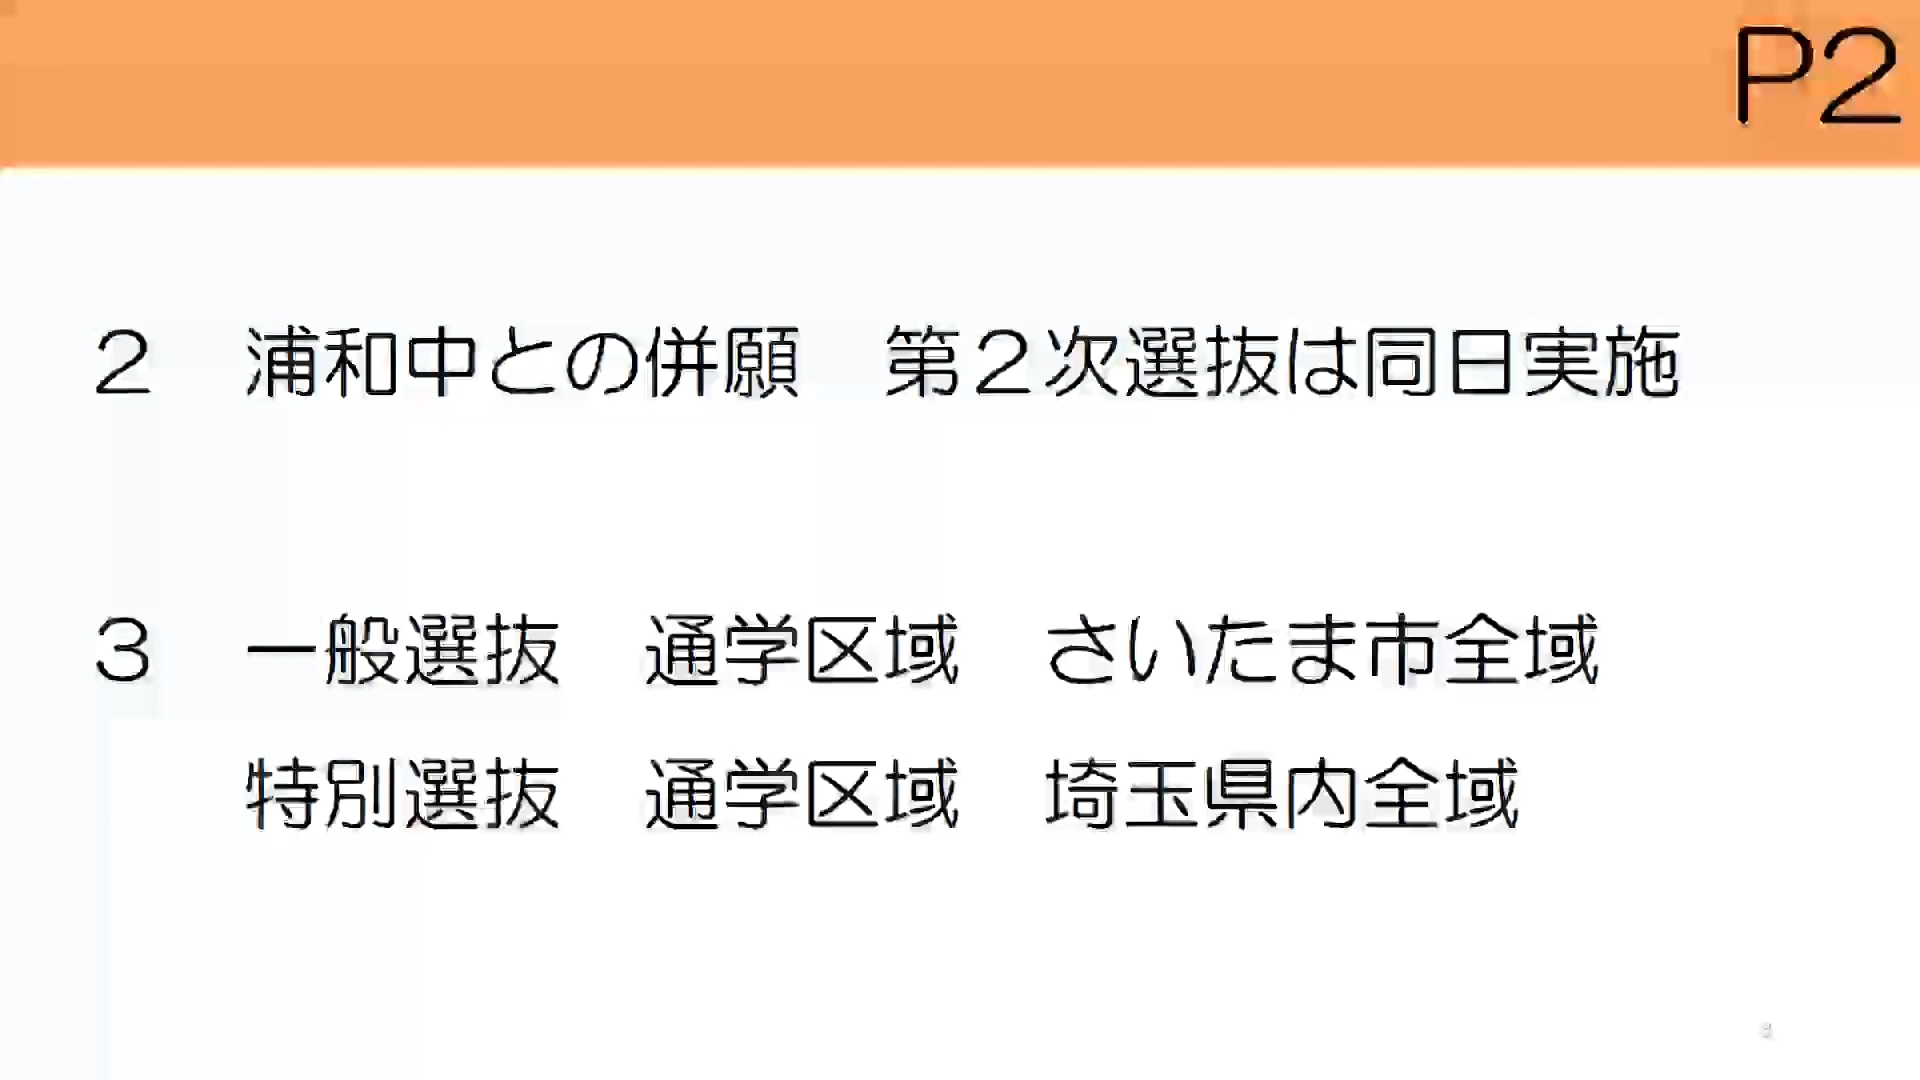 P2
２　浦和中との併願　第２次選抜は同日実施
３　一般選抜　通学区域　さいたま市全域
特別選抜　通学区域　埼玉県内全域